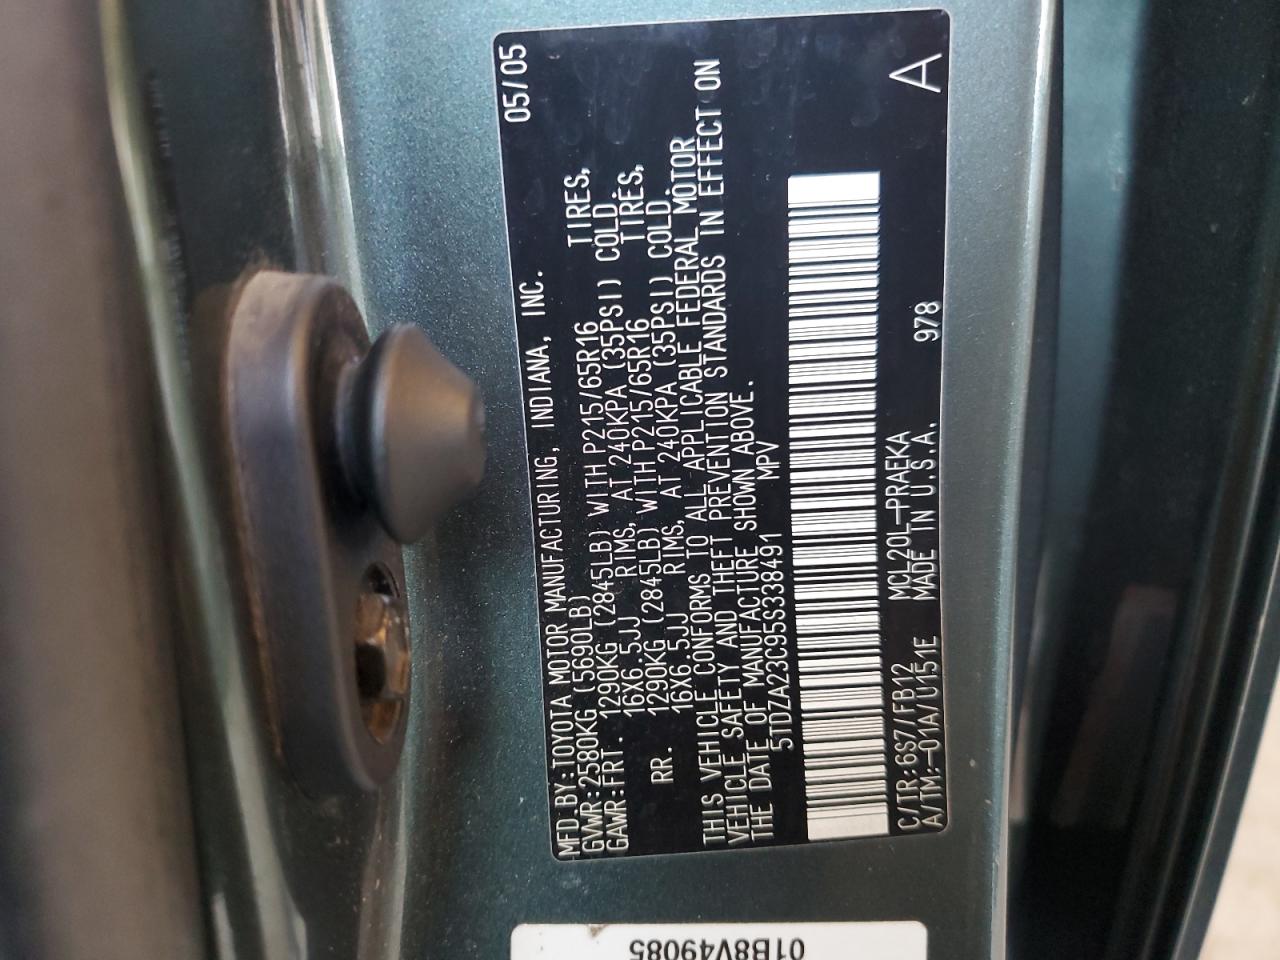 MFD. BY:TOYOTA MOTOR MANUFACTURING, INDIANA, INC. 05/05
GVWR:2580KG (5690LB)
GAWR:FRT. 1290KG (2845LB) WITH P215/65R16 TIRES,
16X6.5JJ RIMS, AT 240KPA (35PSI) COLD.
RR. 1290KG (2845LB) WITH P215/65R16 TIRES,
16X6.5JJ RIMS, AT 240KPA (35PSI) COLD.
THIS VEHICLE CONFORMS TO ALL APPLICABLE FEDERAL MOTOR
VEHICLE SAFETY AND THEFT PREVENTION STANDARDS IN EFFECT ON
THE DATE OF MANUFACTURE SHOWN ABOVE.
5TDZA23C95S338491 MPV
C/TR:6S7/FB12 MCL20L-PRAEKA 978
A/TM:-01A/U151E MADE IN U.S.A. A
01B8V49085